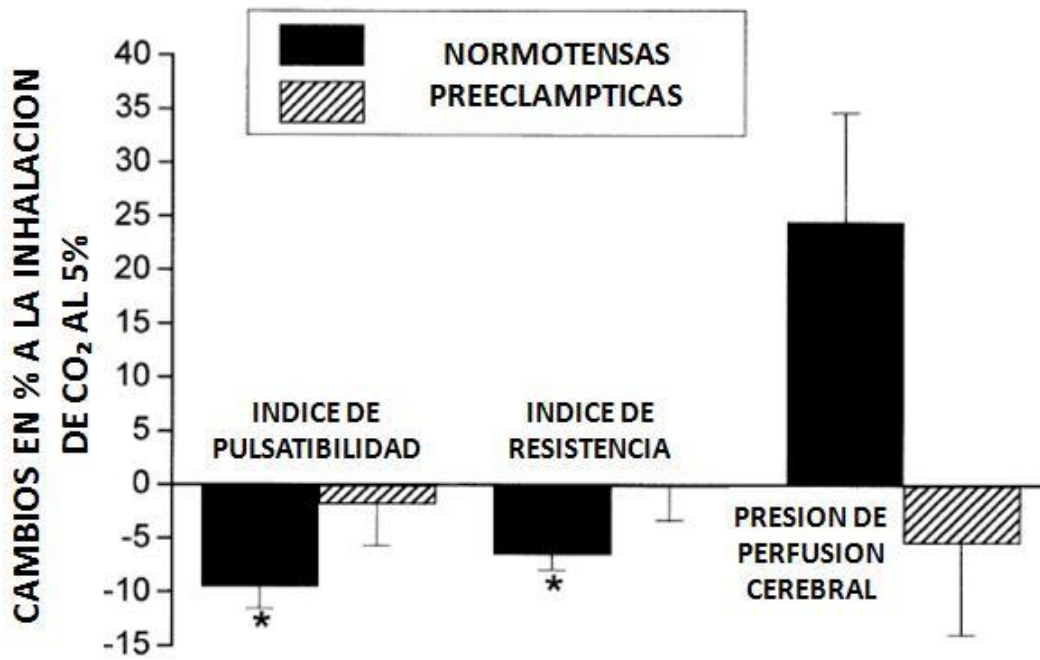 NORMOTENSAS
PREECLAMPTICAS
CAMBIOS EN % A LA INHALACION
DE CO₂ AL 5%
40
35
30
25
20
15
10
5
0
-5
-10
-15
INDICE DE
PULSATIBILIDAD
INDICE DE
RESISTENCIA
PRESION DE
PERFUSION
CEREBRAL
*
*